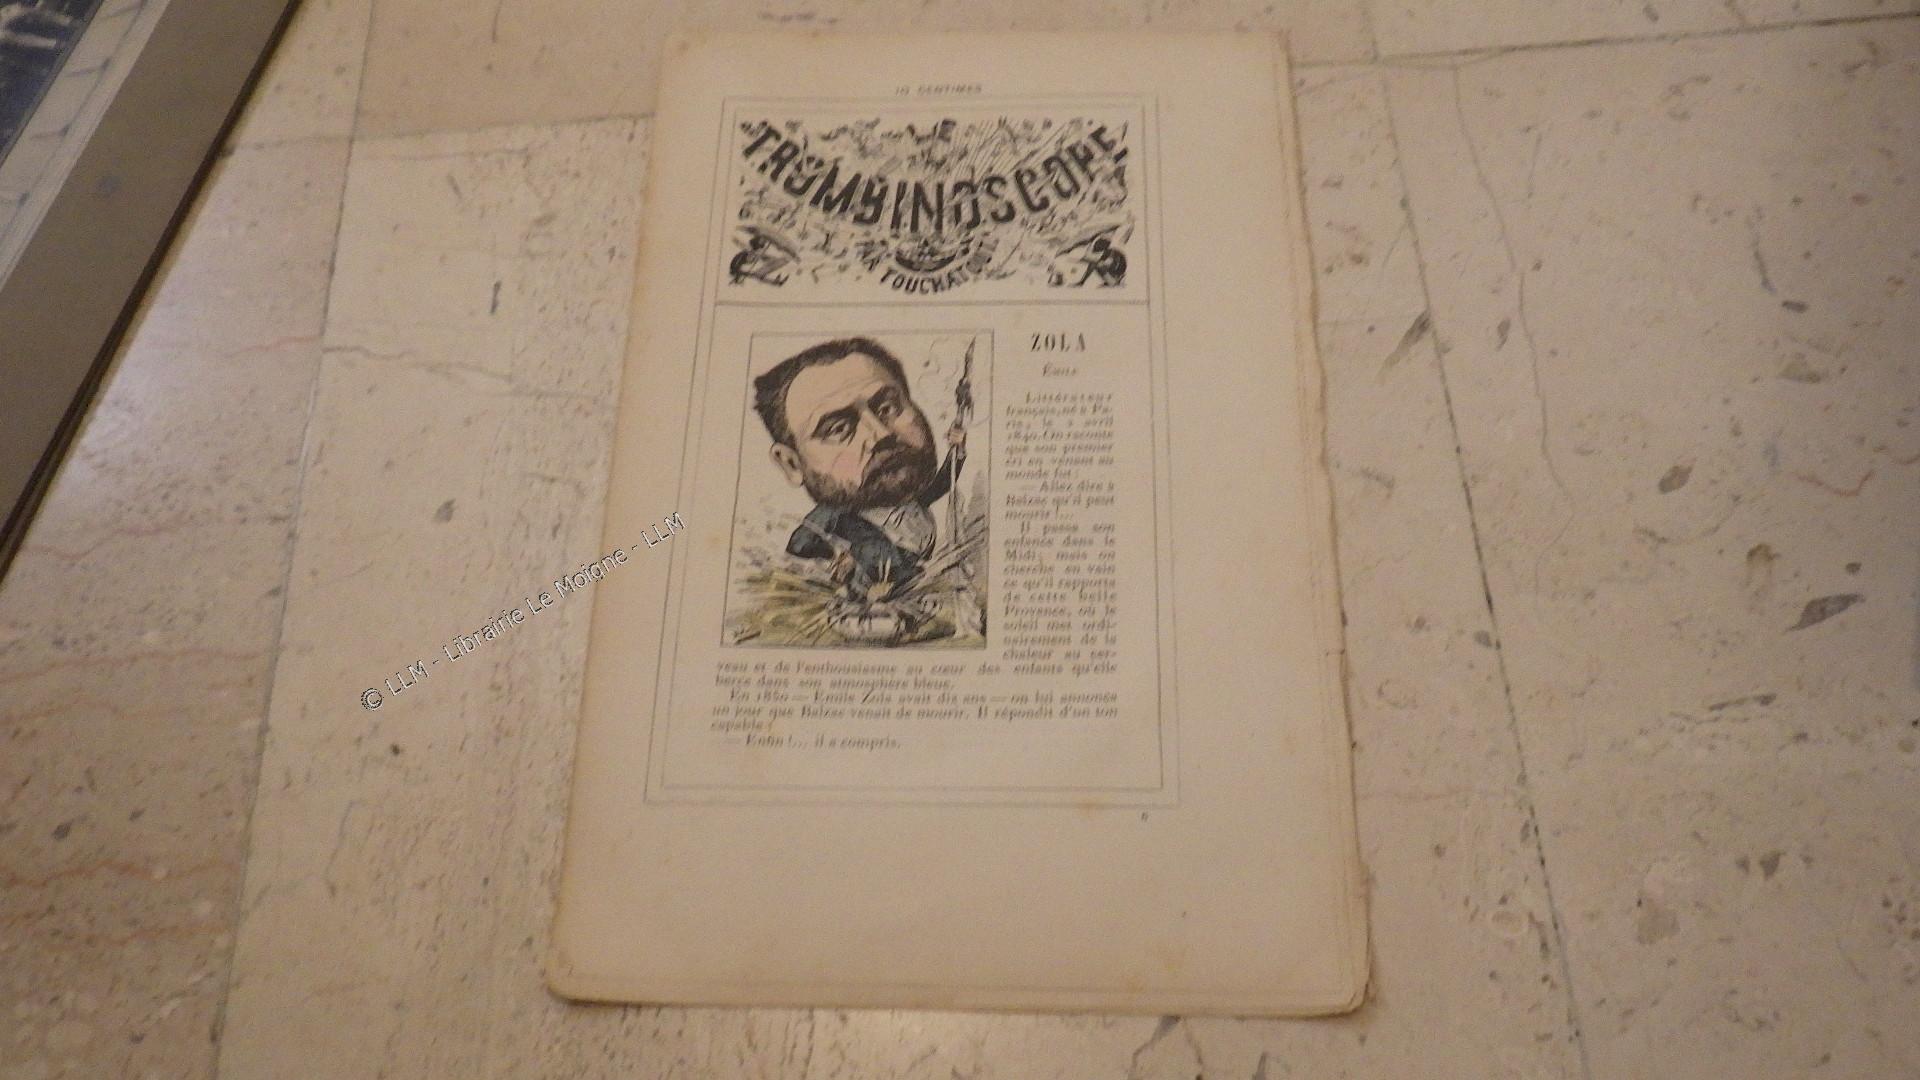 10 CENTIMES
TROMBINOSCOPE
PAR TOUCHATOUT
ZOLA
Émile
Littérateur
français, né à Pa-
ris, le 2 avril
1840. On raconte
que son premier
cri en venant au
monde fut :
— Allez dire à
Balzac qu'il peut
mourir !...
Il passa son
enfance dans le
Midi; mais on
cherche en vain
ce qu'il rapporta
de cette belle
Provence, où le
soleil met ordi-
nairement de la
chaleur au cer-
veau et de l'enthousiasme au cœur des enfants qu'elle
berce dans son atmosphère bleue.
En 1850 — Emile Zola avait dix ans — on lui annonça
un jour que Balzac venait de mourir. Il répondit d'un ton
capable :
— Enfin !... il a compris.
6
© LLM - Librairie Le Moigne - LLM